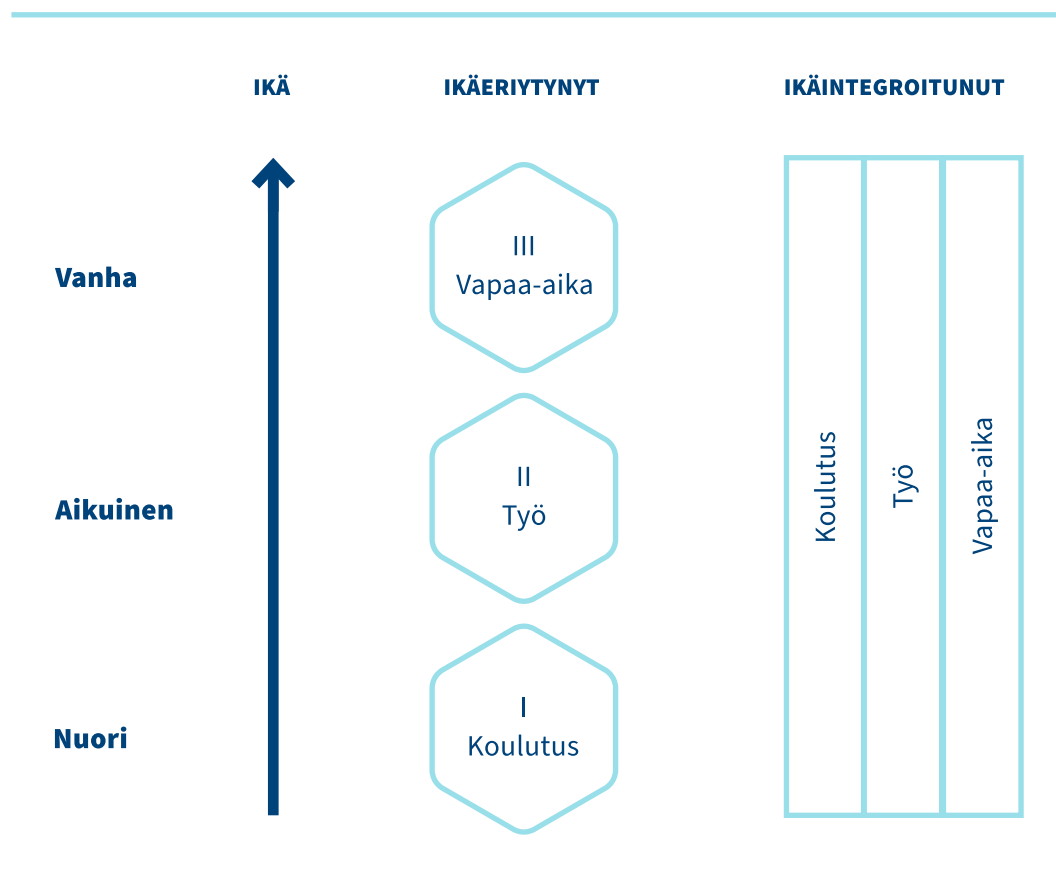 IKÄ
IKÄERIYTYNYT
IKÄINTEGROITUNUT
Vanha
III
Vapaa-aika
Aikuinen
II
Työ
Nuori
I
Koulutus
Koulutus
Työ
Vapaa-aika